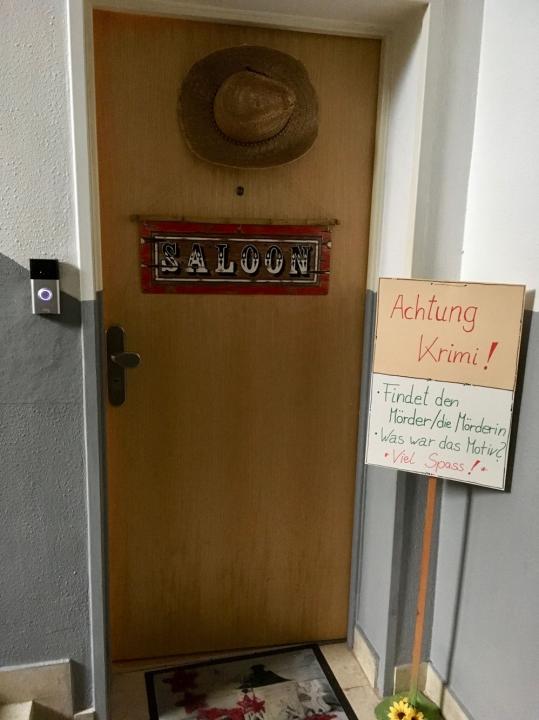 SALOON
Achtung
Krimi!
• Findet den
Mörder/die Mörderin
• Was war das Motiv?
• Viel Spass! •